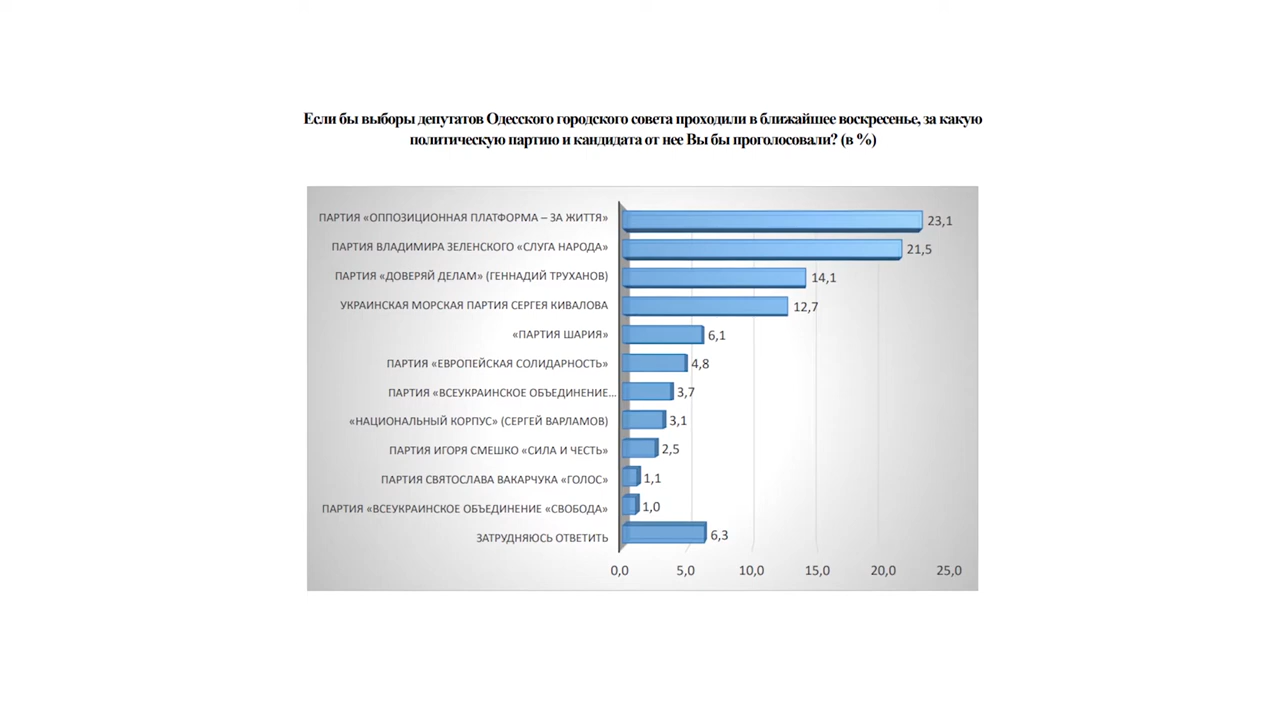 Если бы выборы депутатов Одесского городского совета проходили в ближайшее воскресенье, за какую
политическую партию и кандидата от нее Вы бы проголосовали? (в %)
ПАРТИЯ «ОППОЗИЦИОННАЯ ПЛАТФОРМА – ЗА ЖИТТЯ» 23,1
ПАРТИЯ ВЛАДИМИРА ЗЕЛЕНСКОГО «СЛУГА НАРОДА» 21,5
ПАРТИЯ «ДОВЕРЯЙ ДЕЛАМ» (ГЕННАДИЙ ТРУХАНОВ) 14,1
УКРАИНСКАЯ МОРСКАЯ ПАРТИЯ СЕРГЕЯ КИВАЛОВА 12,7
«ПАРТИЯ ШАРИЯ» 6,1
ПАРТИЯ «ЕВРОПЕЙСКАЯ СОЛИДАРНОСТЬ» 4,8
ПАРТИЯ «ВСЕУКРАИНСКОЕ ОБЪЕДИНЕНИЕ... 3,7
«НАЦИОНАЛЬНЫЙ КОРПУС» (СЕРГЕЙ ВАРЛАМОВ) 3,1
ПАРТИЯ ИГОРЯ СМЕШКО «СИЛА И ЧЕСТЬ» 2,5
ПАРТИЯ СВЯТОСЛАВА ВАКАРЧУКА «ГОЛОС» 1,1
ПАРТИЯ «ВСЕУКРАИНСКОЕ ОБЪЕДИНЕНИЕ «СВОБОДА» 1,0
ЗАТРУДНЯЮСЬ ОТВЕТИТЬ 6,3
0,0 5,0 10,0 15,0 20,0 25,0